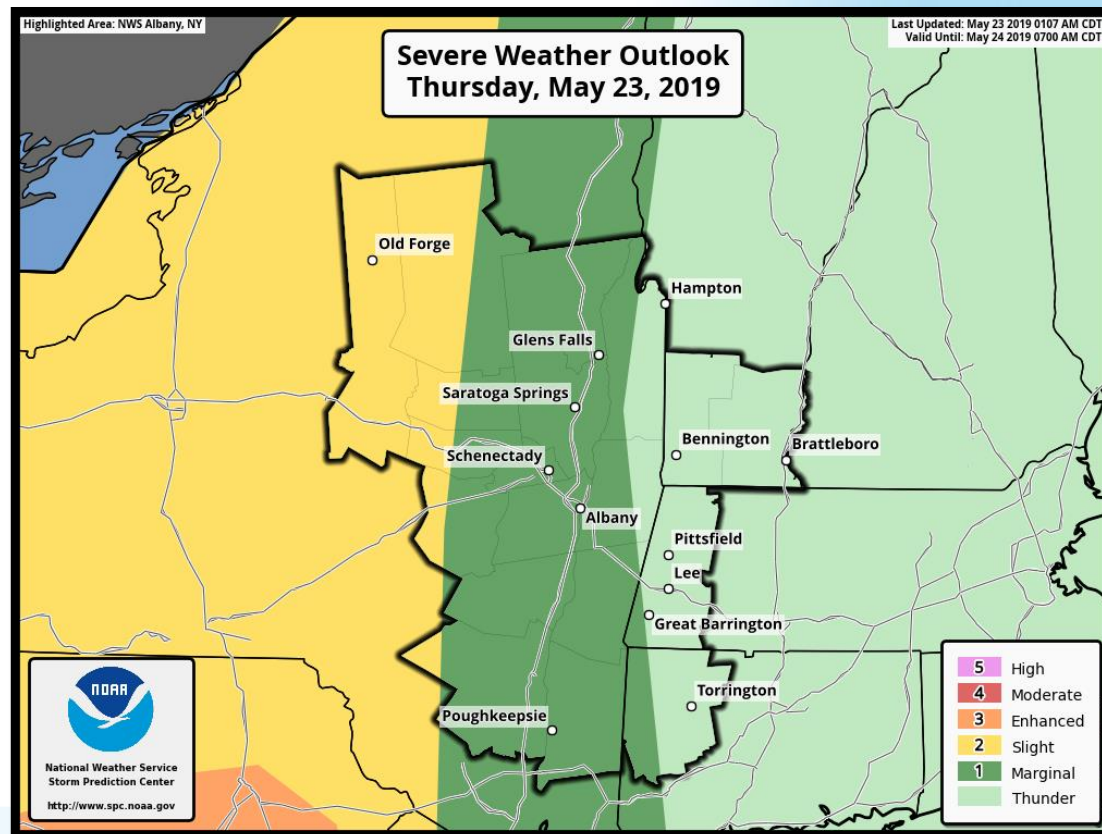 Highlighted Area: NWS Albany, NY
Last Updated: May 23 2019 0107 AM CDT
Valid Until: May 24 2019 0700 AM CDT
Severe Weather Outlook
Thursday, May 23, 2019
Old Forge
Hampton
Glens Falls
Saratoga Springs
Bennington
Brattleboro
Schenectady
Albany
Pittsfield
Lee
Great Barrington
Torrington
Poughkeepsie
NOAA
National Weather Service
Storm Prediction Center
http://www.spc.noaa.gov
5 High
4 Moderate
3 Enhanced
2 Slight
1 Marginal
Thunder